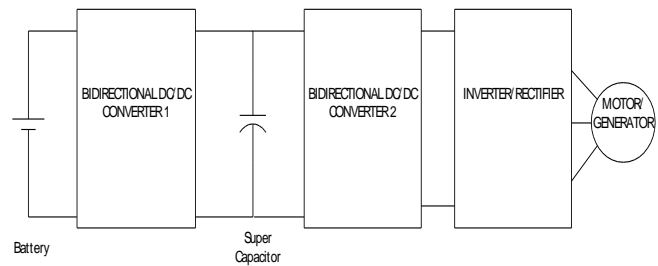 BIDIRECTIONAL DC/DC
CONVERTER 1
BIDIRECTIONAL DC/DC
CONVERTER 2
INVERTER/RECTIFIER
MOTOR/
GENERATOR
Battery
Super
Capacitor